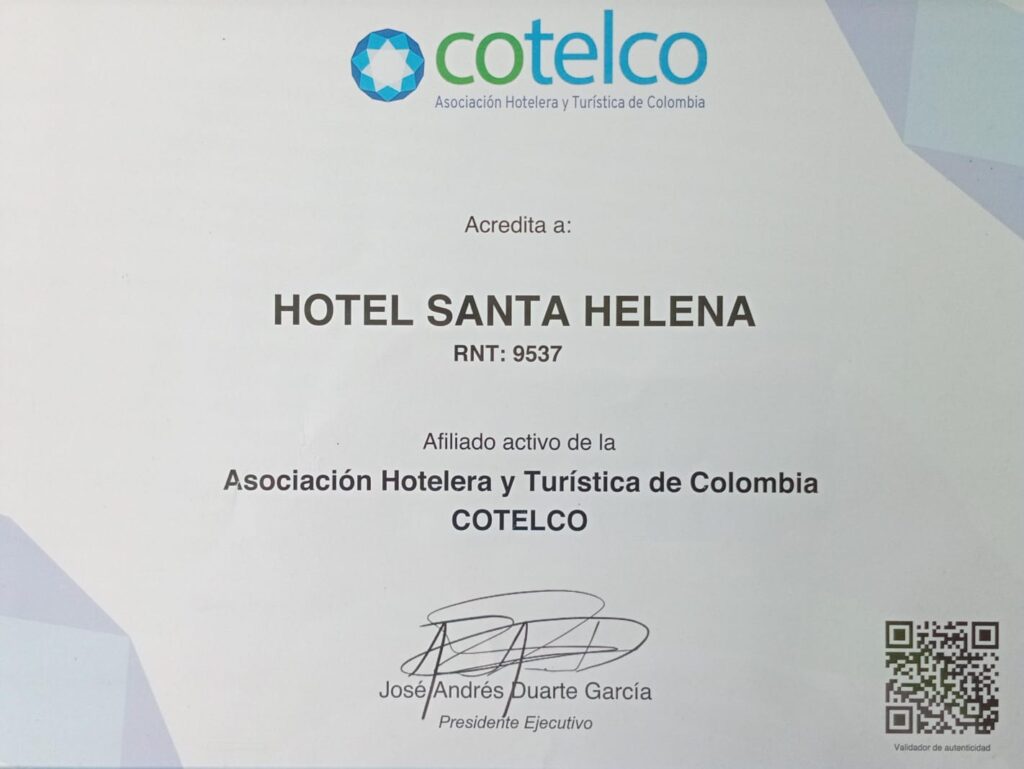 cotelco
Asociación Hotelera y Turística de Colombia
Acredita a:
HOTEL SANTA HELENA
RNT: 9537
Afiliado activo de la
Asociación Hotelera y Turística de Colombia
COTELCO
José Andrés Duarte García
Presidente Ejecutivo
Validador de autenticidad